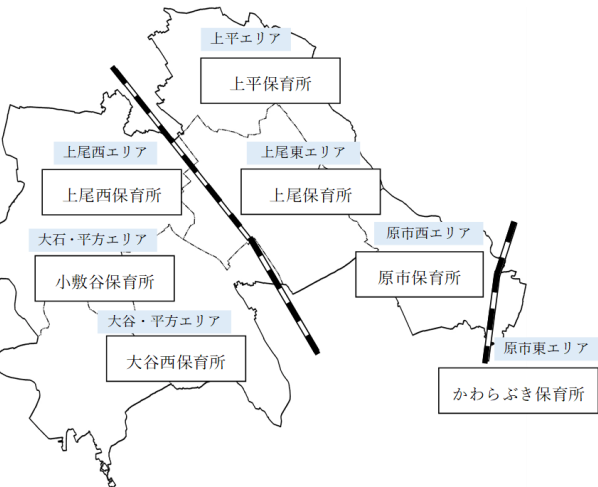 上平エリア
上平保育所
上尾西エリア
上尾西保育所
上尾東エリア
上尾保育所
大石・平方エリア
小敷谷保育所
原市西エリア
原市保育所
大谷・平方エリア
大谷西保育所
原市東エリア
かわらぶき保育所